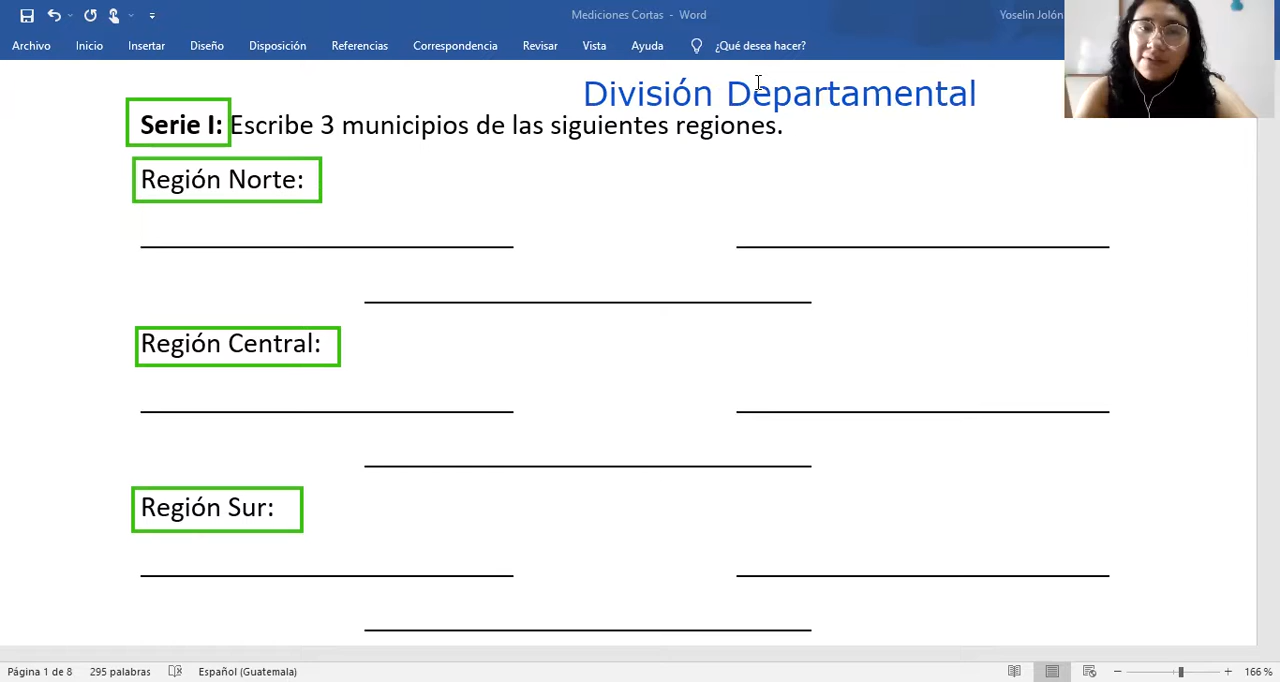 Mediciones Cortas - Word
Yoselin Jolón
Archivo Inicio Insertar Diseño Disposición Referencias Correspondencia Revisar Vista Ayuda ¿Qué desea hacer?
División Departamental
Serie I: Escribe 3 municipios de las siguientes regiones.
Región Norte:
Región Central:
Región Sur:
Página 1 de 8 295 palabras Español (Guatemala) 166 %